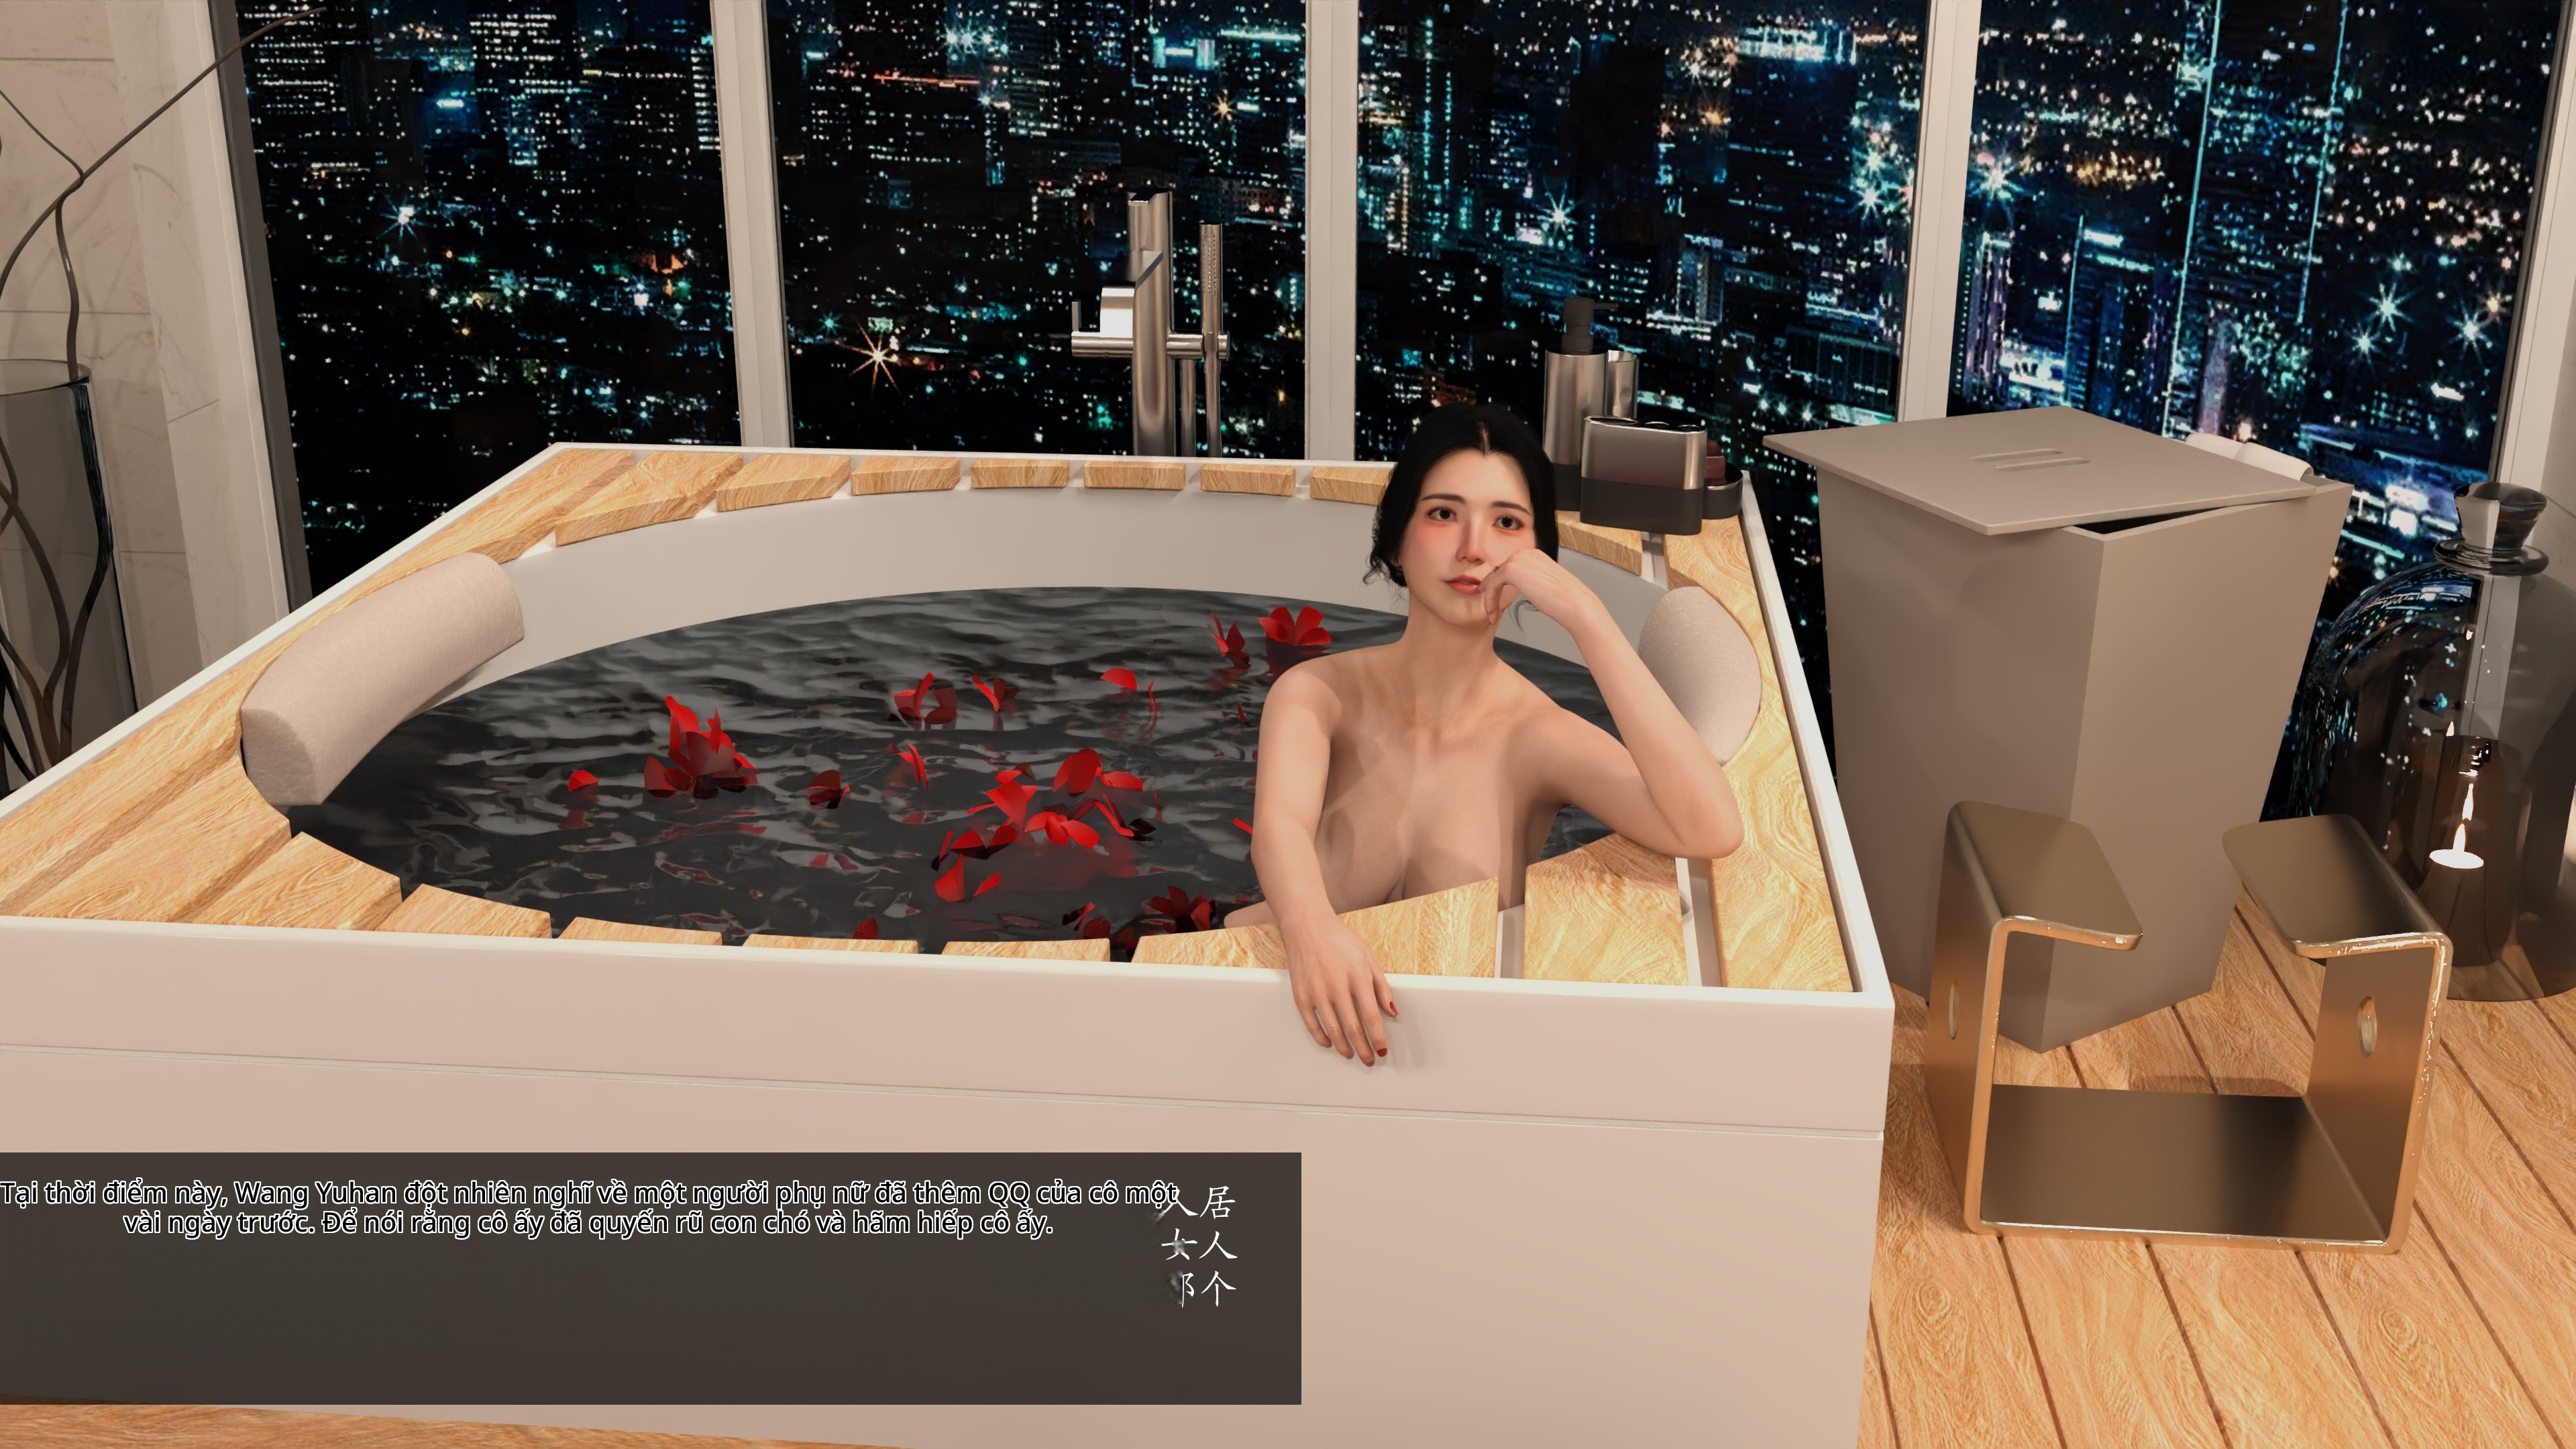 Tại thời điểm này, Wang Yuhan đột nhiên nghĩ về một người phụ nữ đã thêm QQ của cô một
vài ngày trước. Để nói rằng cô ấy đã quyến rũ con chó và hãm hiếp cô ấy.
居
女人
个